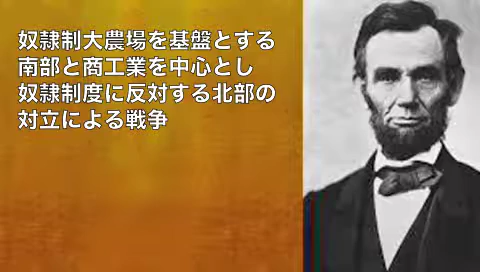 奴隷制大農場を基盤とする
南部と商工業を中心とし
奴隷制度に反対する北部の
対立による戦争